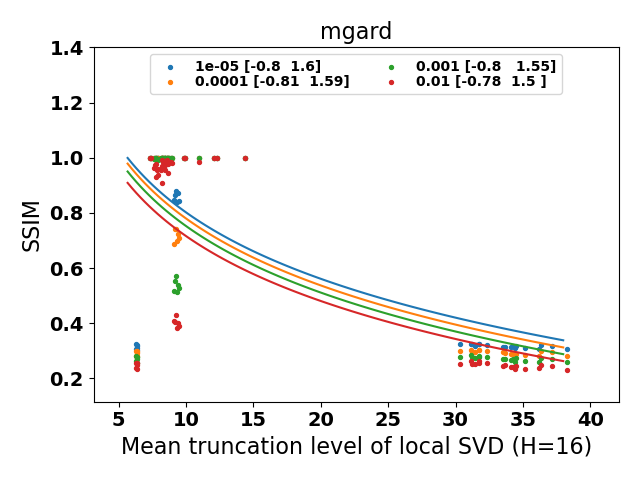 mgard
1e-05 [-0.8  1.6]
0.0001 [-0.81  1.59]
0.001 [-0.8   1.55]
0.01 [-0.78  1.5 ]
1.4
1.2
1.0
0.8
0.6
0.4
0.2
SSIM
5 10 15 20 25 30 35 40
Mean truncation level of local SVD (H=16)